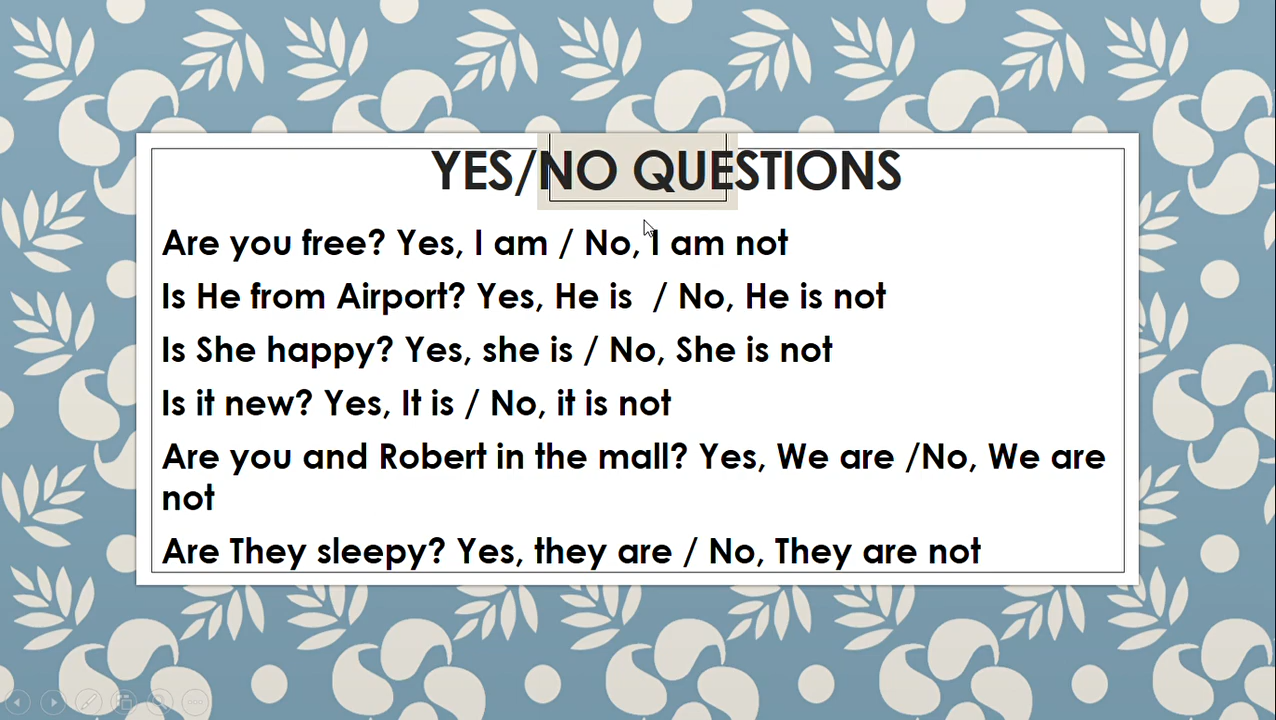 YES/NO QUESTIONS
Are you free? Yes, I am / No, I am not
Is He from Airport? Yes, He is / No, He is not
Is She happy? Yes, she is / No, She is not
Is it new? Yes, It is / No, it is not
Are you and Robert in the mall? Yes, We are /No, We are
not
Are They sleepy? Yes, they are / No, They are not